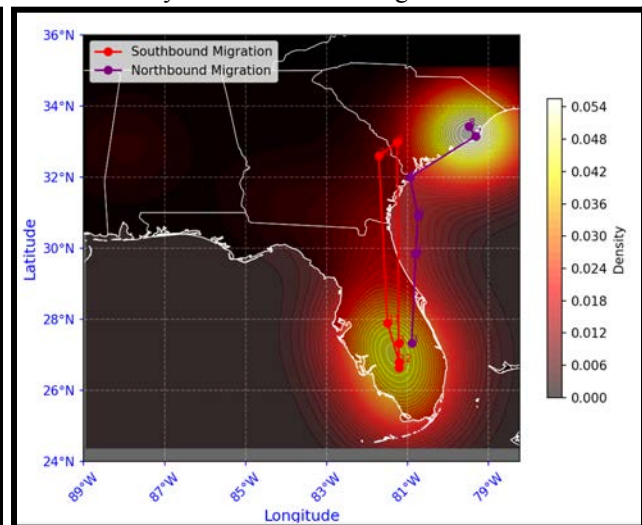 36°N
34°N
32°N
30°N
28°N
26°N
24°N
Latitude
Southbound Migration
Northbound Migration
2
89°W
87°W
85°W
83°W
81°W
79°W
Longitude
0.054
0.048
0.042
0.036
0.030
0.024
0.018
0.012
0.006
0.000
Density